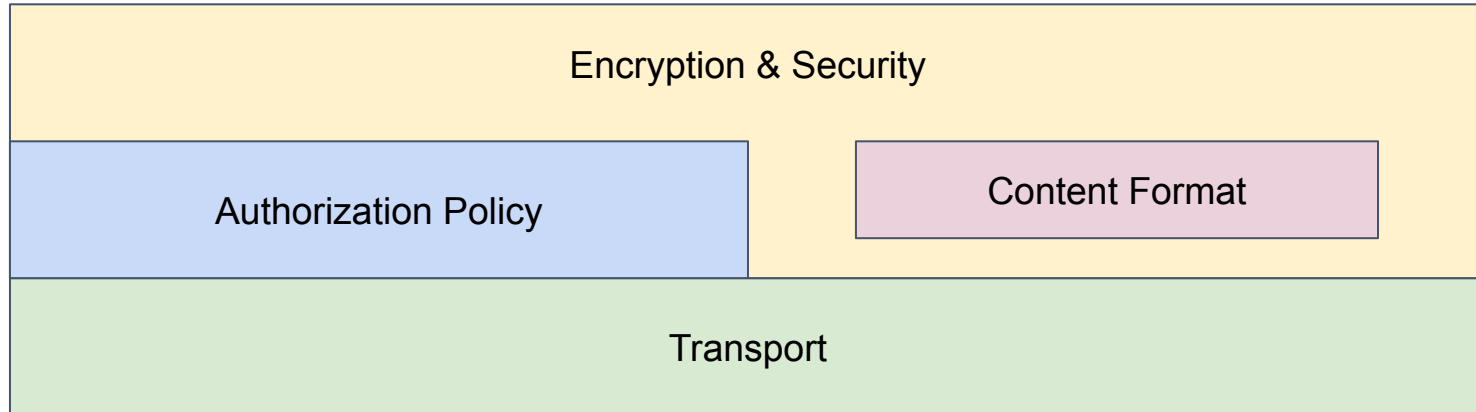 Encryption & Security
Authorization Policy
Content Format
Transport